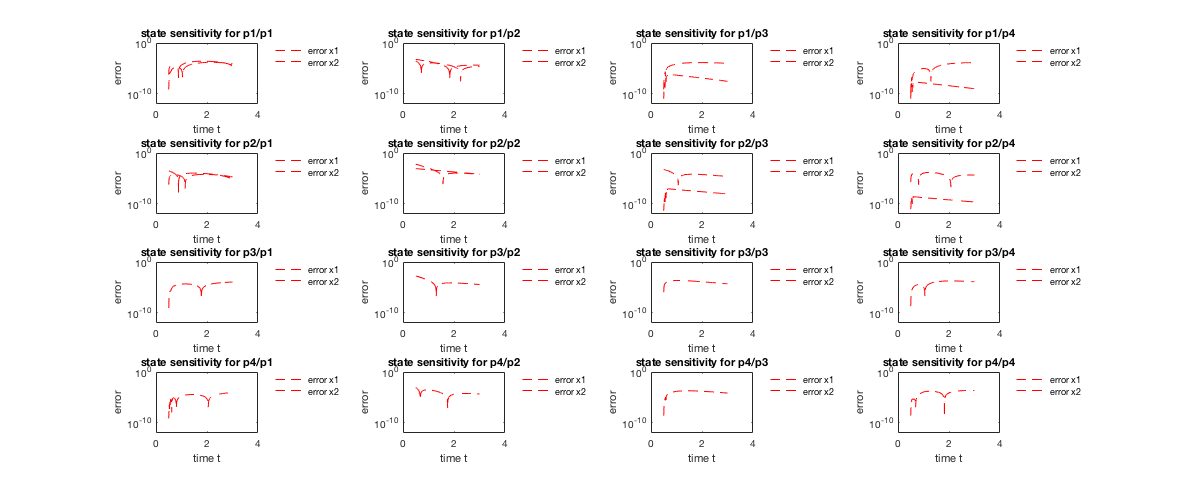 state sensitivity for p1/p1
10^0
10^-10
error
0 2 4
time t
error x1
error x2
state sensitivity for p1/p2
10^0
10^-10
error
0 2 4
time t
error x1
error x2
state sensitivity for p1/p3
10^0
10^-10
error
0 2 4
time t
error x1
error x2
state sensitivity for p1/p4
10^0
10^-10
error
0 2 4
time t
error x1
error x2
state sensitivity for p2/p1
10^0
10^-10
error
0 2 4
time t
error x1
error x2
state sensitivity for p2/p2
10^0
10^-10
error
0 2 4
time t
error x1
error x2
state sensitivity for p2/p3
10^0
10^-10
error
0 2 4
time t
error x1
error x2
state sensitivity for p2/p4
10^0
10^-10
error
0 2 4
time t
error x1
error x2
state sensitivity for p3/p1
10^0
10^-10
error
0 2 4
time t
error x1
error x2
state sensitivity for p3/p2
10^0
10^-10
error
0 2 4
time t
error x1
error x2
state sensitivity for p3/p3
10^0
10^-10
error
0 2 4
time t
error x1
error x2
state sensitivity for p3/p4
10^0
10^-10
error
0 2 4
time t
error x1
error x2
state sensitivity for p4/p1
10^0
10^-10
error
0 2 4
time t
error x1
error x2
state sensitivity for p4/p2
10^0
10^-10
error
0 2 4
time t
error x1
error x2
state sensitivity for p4/p3
10^0
10^-10
error
0 2 4
time t
error x1
error x2
state sensitivity for p4/p4
10^0
10^-10
error
0 2 4
time t
error x1
error x2